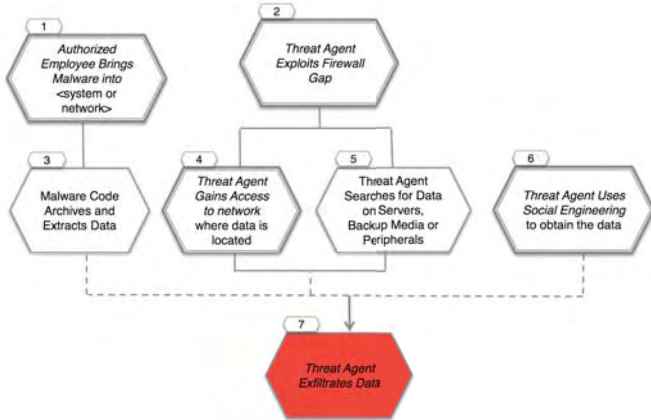 1
Authorized
Employee Brings
Malware into
<system or
network>
2
Threat Agent
Exploits Firewall
Gap
3
Malware Code
Archives and
Extracts Data
4
Threat Agent
Gains Access
to network
where data is
located
5
Threat Agent
Searches for Data
on Servers,
Backup Media or
Peripherals
6
Threat Agent Uses
Social Engineering
to obtain the data
7
Threat Agent
Exfiltrates Data